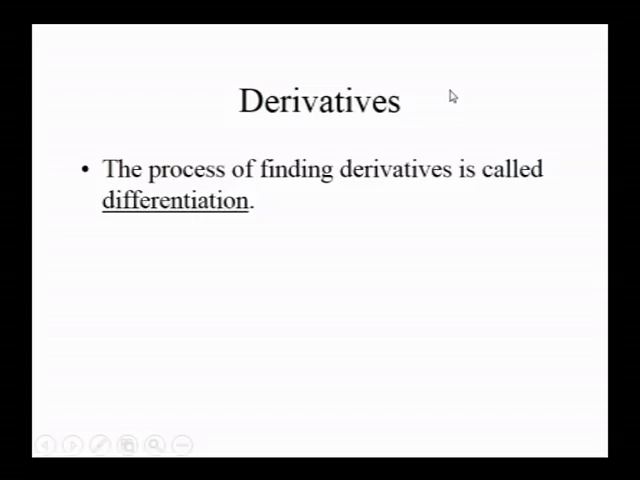 Derivatives
• The process of finding derivatives is called
differentiation.